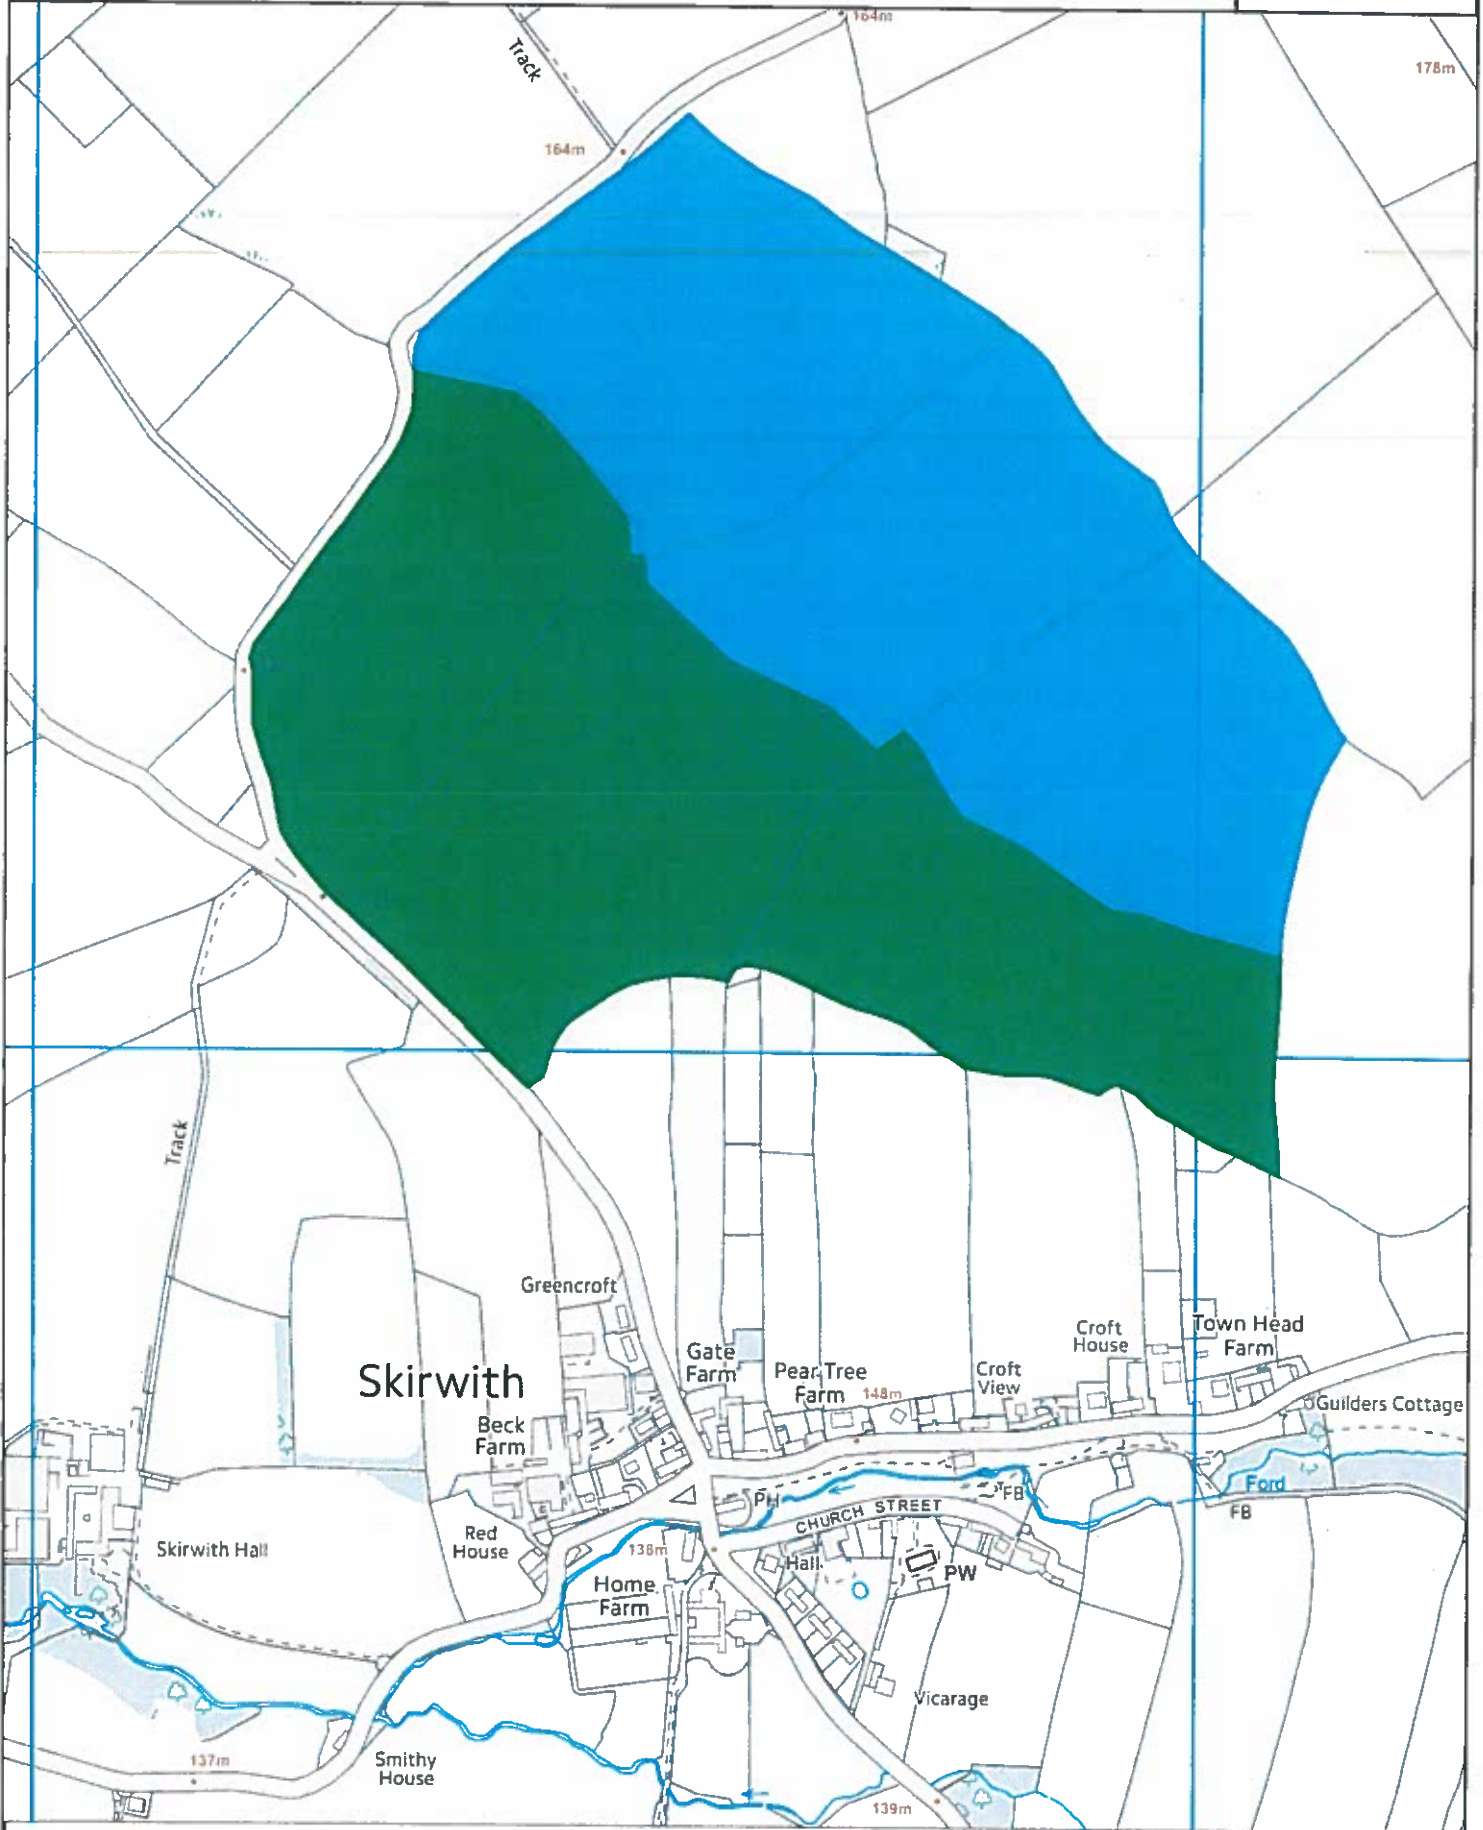 164m
Track
178m
164m
Track
Greencroft
Skirwith
Gate
Farm
Pear Tree
Farm
148m
Croft
View
Croft
House
Town Head
Farm
Guilders Cottage
Beck
Farm
PH
CHURCH STREET
FB
Ford
FB
Skirwith Hall
Red
House
138m
Home
Farm
Hall
PW
Vicarage
137m
Smithy
House
139m